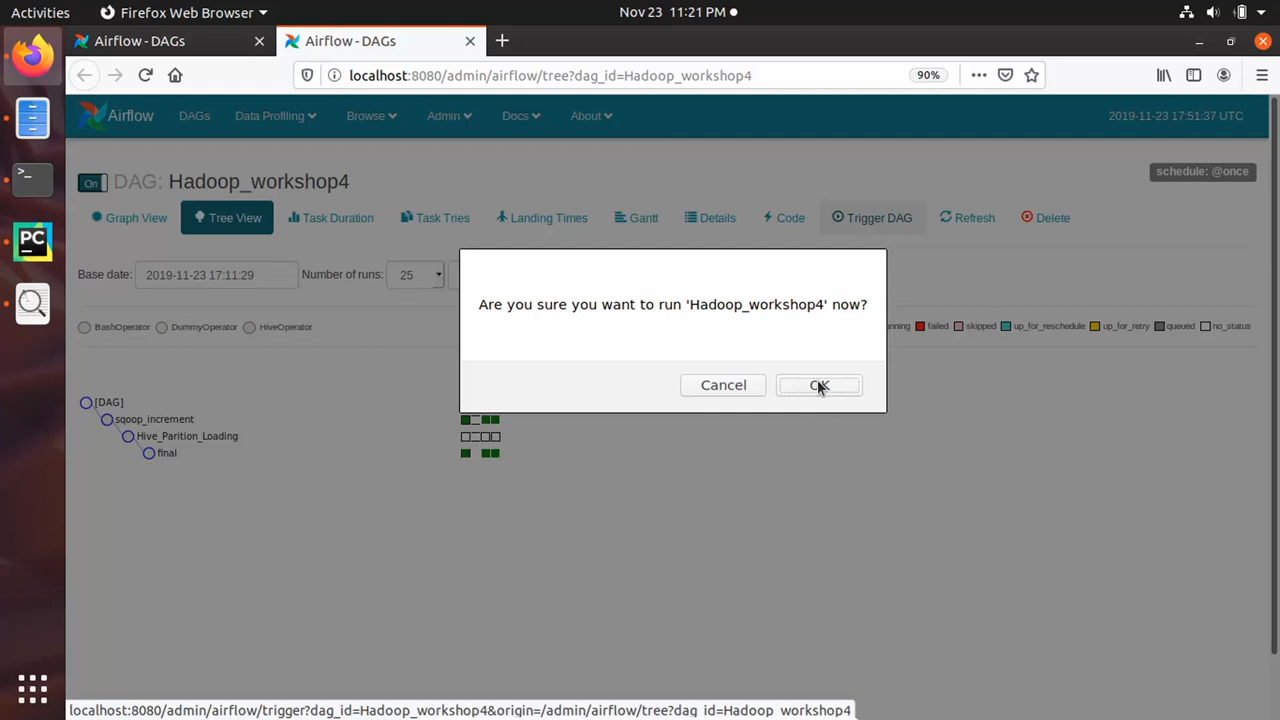 Activities
Firefox Web Browser
Nov 23 11:21 PM
Airflow - DAGs
Airflow - DAGs
localhost:8080/admin/airflow/tree?dag_id=Hadoop_workshop4
90%
Airflow
DAGs
Data Profiling
Browse
Admin
Docs
About
2019-11-23 17:51:37 UTC
On
DAG: Hadoop_workshop4
schedule: @once
Graph View
Tree View
Task Duration
Task Tries
Landing Times
Gantt
Details
Code
Trigger DAG
Refresh
Delete
Base date:
2019-11-23 17:11:29
Number of runs:
25
Are you sure you want to run 'Hadoop_workshop4' now?
Cancel
OK
BashOperator
DummyOperator
HiveOperator
failed
skipped
up_for_reschedule
up_for_retry
queued
no_status
[DAG]
sqoop_increment
Hive_Parition_Loading
final
localhost:8080/admin/airflow/trigger?dag_id=Hadoop_workshop4&origin=/admin/airflow/tree?dag_id=Hadoop_workshop4